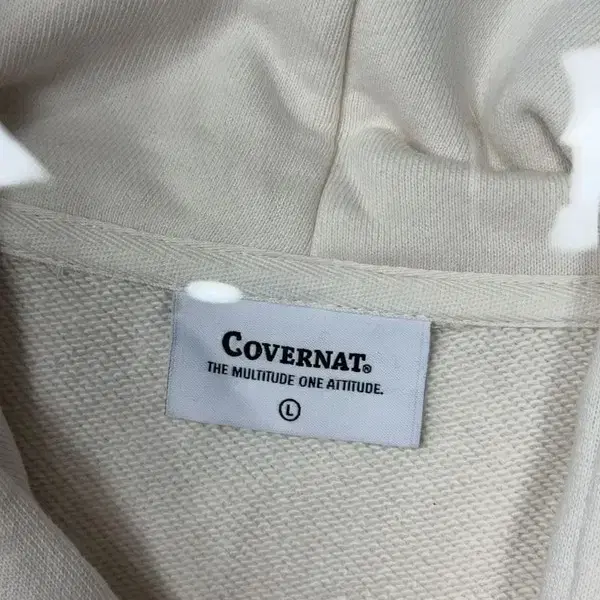 COVERNAT®
THE MULTITUDE ONE ATTITUDE.
L